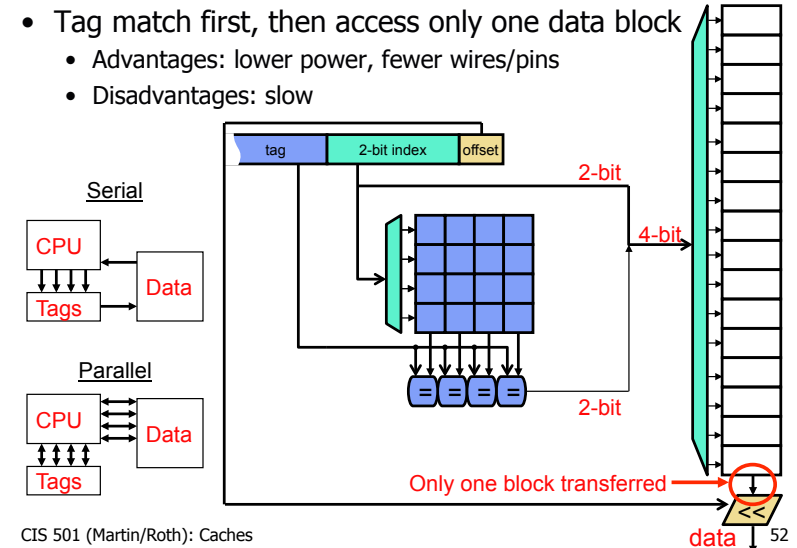 • Tag match first, then access only one data block
• Advantages: lower power, fewer wires/pins
• Disadvantages: slow
tag 2-bit index offset
2-bit
Serial
CPU
4-bit
Data
Tags
Parallel
= = = =
2-bit
CPU
Data
Tags
Only one block transferred
<<
CIS 501 (Martin/Roth): Caches
data
52